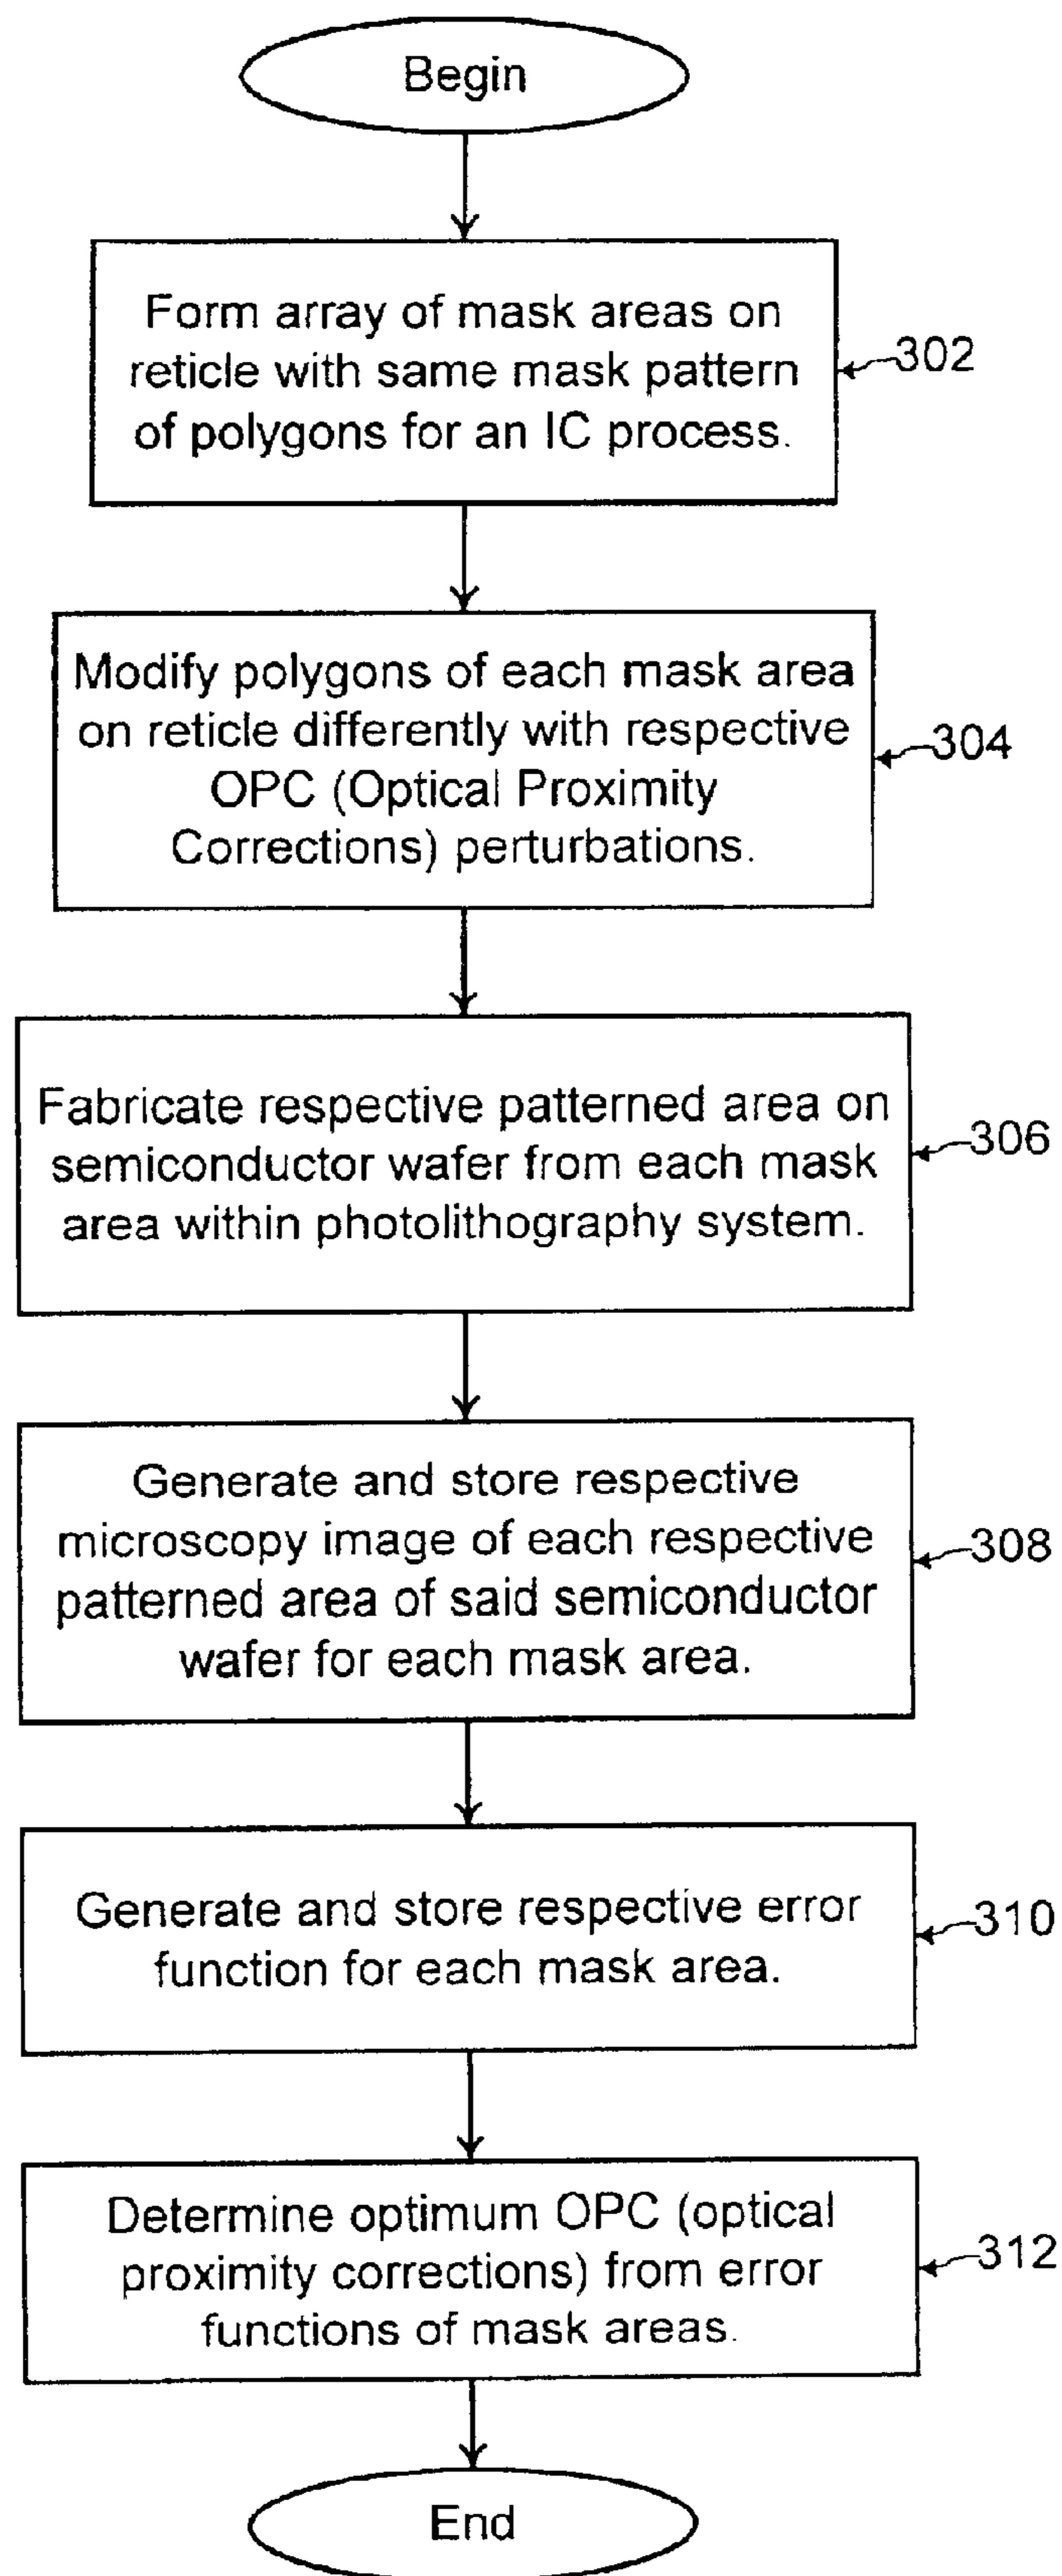 Begin
Form array of mask areas on
reticle with same mask pattern
of polygons for an IC process.
302
Modify polygons of each mask area
on reticle differently with respective
OPC (Optical Proximity
Corrections) perturbations.
304
Fabricate respective patterned area on
semiconductor wafer from each mask
area within photolithography system.
306
Generate and store respective
microscopy image of each respective
patterned area of said semiconductor
wafer for each mask area.
308
Generate and store respective error
function for each mask area.
310
Determine optimum OPC (optical
proximity corrections) from error
functions of mask areas.
312
End